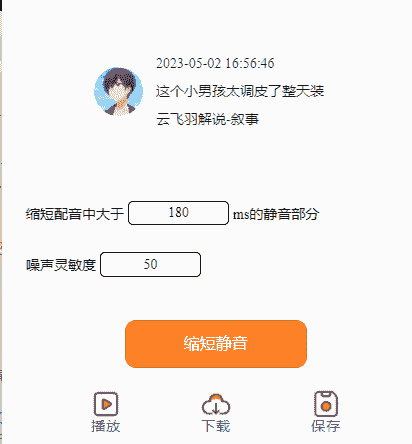 2023-05-02 16:56:46
这个小男孩太调皮了整天装
云飞羽解说-叙事
缩短配音中大于 180 ms的静音部分
噪声灵敏度 50
缩短静音
播放 下载 保存